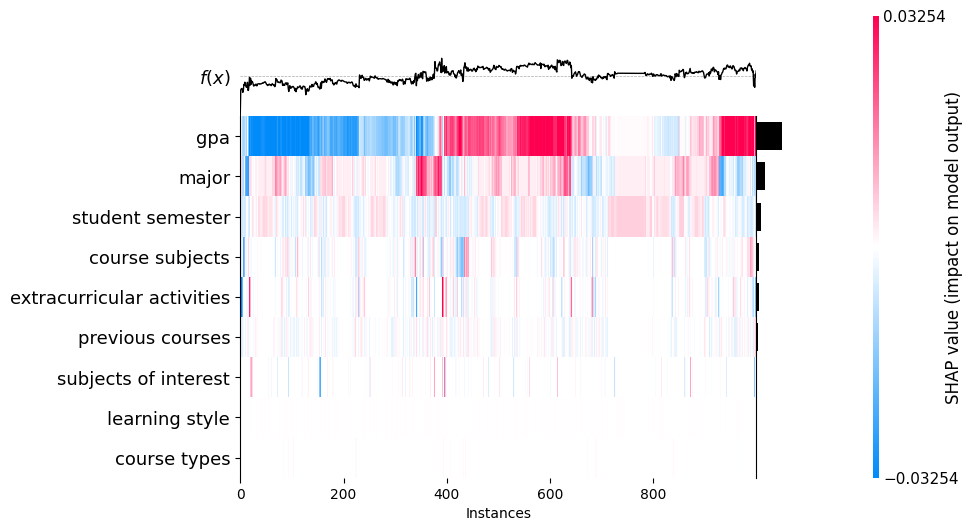 0.03254
f(x)
gpa
major
student semester
course subjects
extracurricular activities
previous courses
subjects of interest
learning style
course types
0 200 400 600 800
Instances
−0.03254
SHAP value (impact on model output)